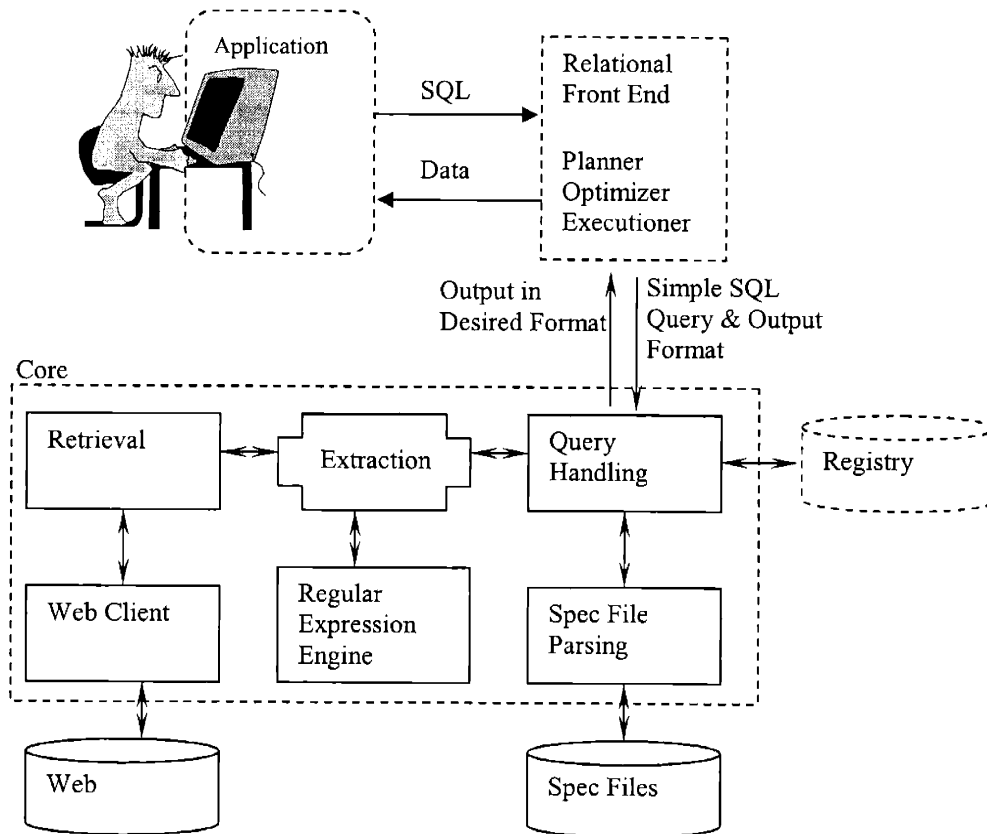 Application
SQL
Data
Relational
Front End
Planner
Optimizer
Executioner
Output in
Desired Format
Simple SQL
Query & Output
Format
Core
Retrieval
Extraction
Query
Handling
Registry
Web Client
Regular
Expression
Engine
Spec File
Parsing
Web
Spec Files